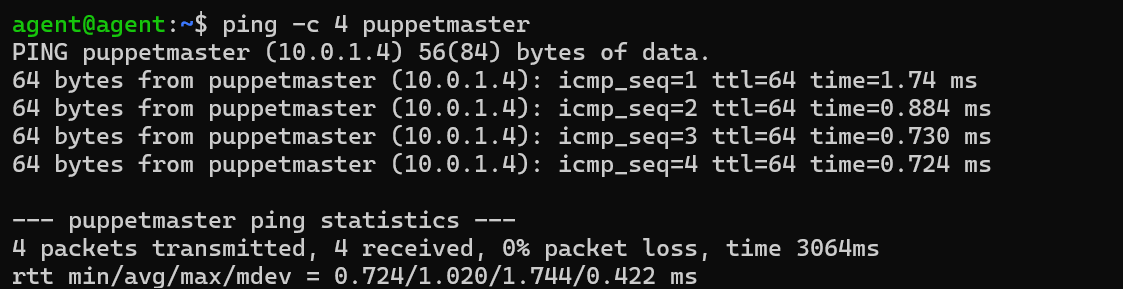 agent@agent:~$ ping -c 4 puppetmaster
PING puppetmaster (10.0.1.4) 56(84) bytes of data.
64 bytes from puppetmaster (10.0.1.4): icmp_seq=1 ttl=64 time=1.74 ms
64 bytes from puppetmaster (10.0.1.4): icmp_seq=2 ttl=64 time=0.884 ms
64 bytes from puppetmaster (10.0.1.4): icmp_seq=3 ttl=64 time=0.730 ms
64 bytes from puppetmaster (10.0.1.4): icmp_seq=4 ttl=64 time=0.724 ms
--- puppetmaster ping statistics ---
4 packets transmitted, 4 received, 0% packet loss, time 3064ms
rtt min/avg/max/mdev = 0.724/1.020/1.744/0.422 ms